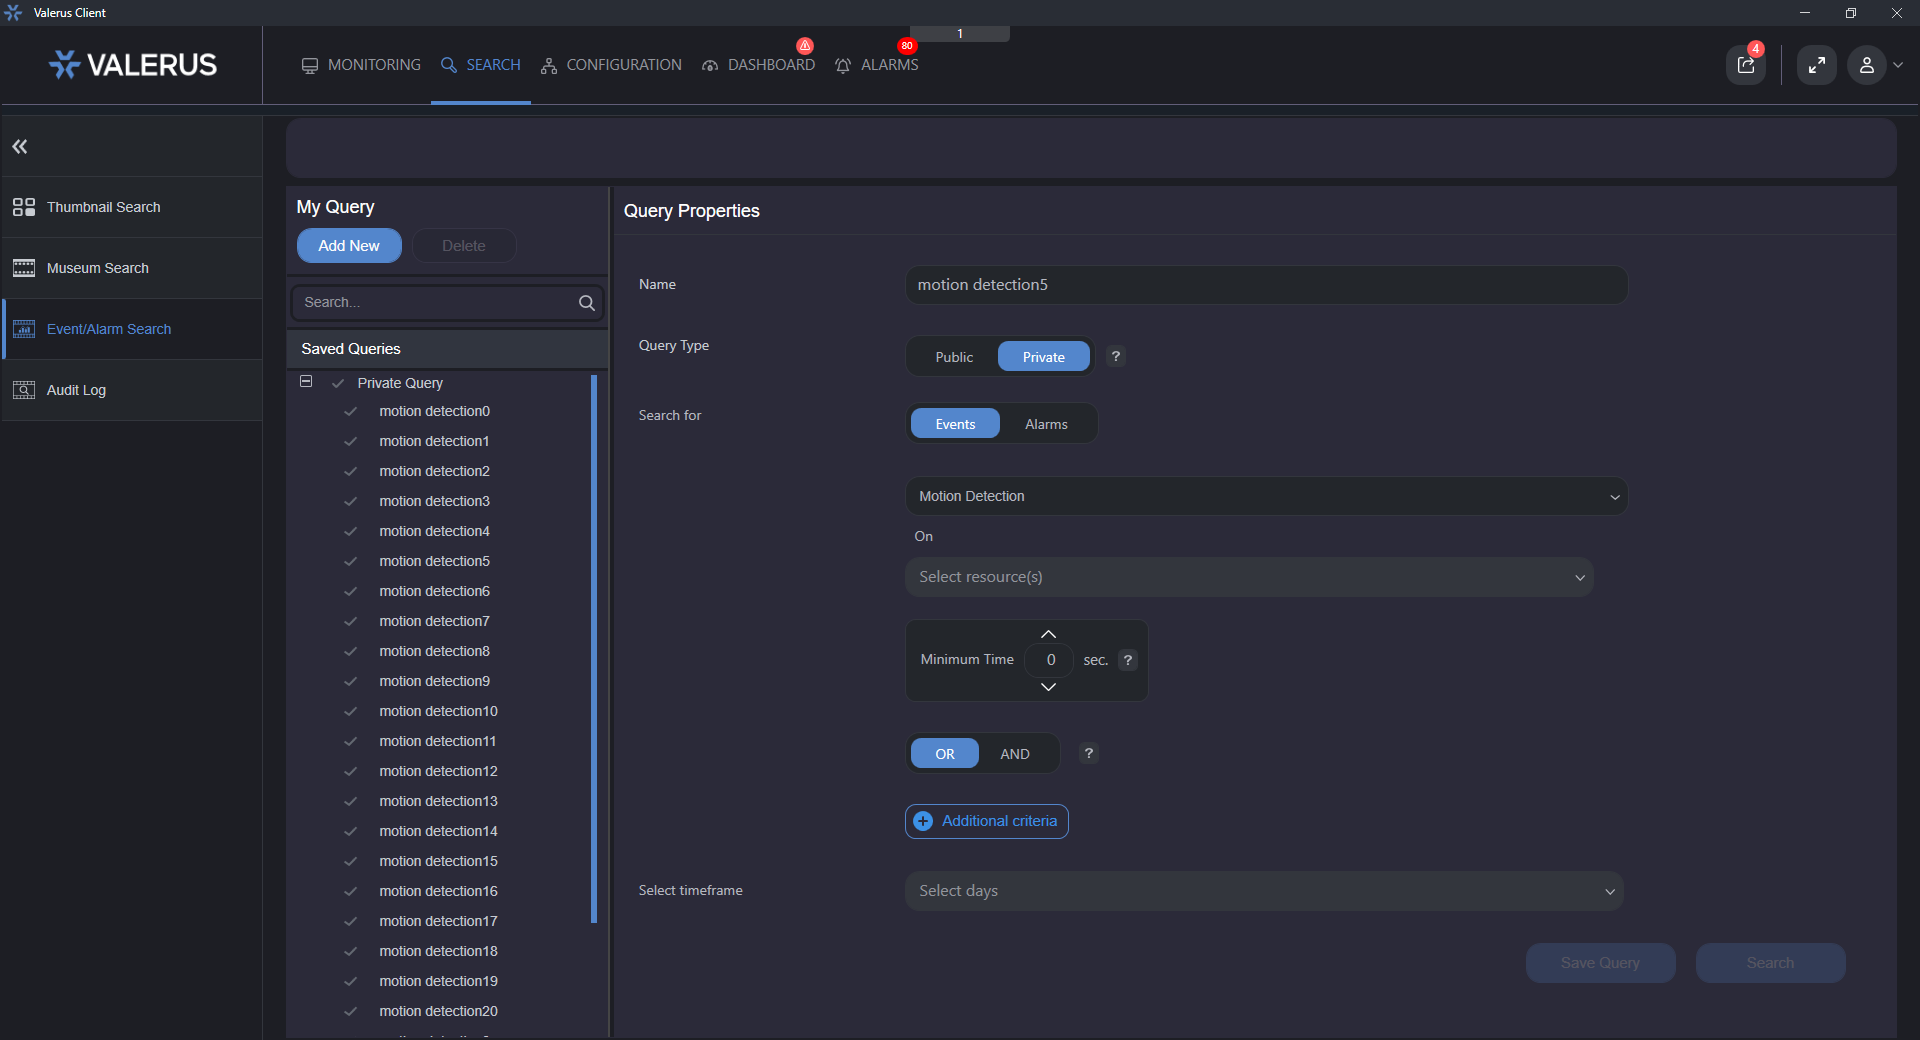 Valerus Client
1
VALERUS
MONITORING
SEARCH
CONFIGURATION
DASHBOARD
80
ALARMS
4
Thumbnail Search
Museum Search
Event/Alarm Search
Audit Log
My Query
Add New
Delete
Search...
Saved Queries
Private Query
motion detection0
motion detection1
motion detection2
motion detection3
motion detection4
motion detection5
motion detection6
motion detection7
motion detection8
motion detection9
motion detection10
motion detection11
motion detection12
motion detection13
motion detection14
motion detection15
motion detection16
motion detection17
motion detection18
motion detection19
motion detection20
Query Properties
Name
motion detection5
Query Type
Public
Private
?
Search for
Events
Alarms
Motion Detection
On
Select resource(s)
Minimum Time
0
sec.
?
OR
AND
?
Additional criteria
Select timeframe
Select days
Save Query
Search